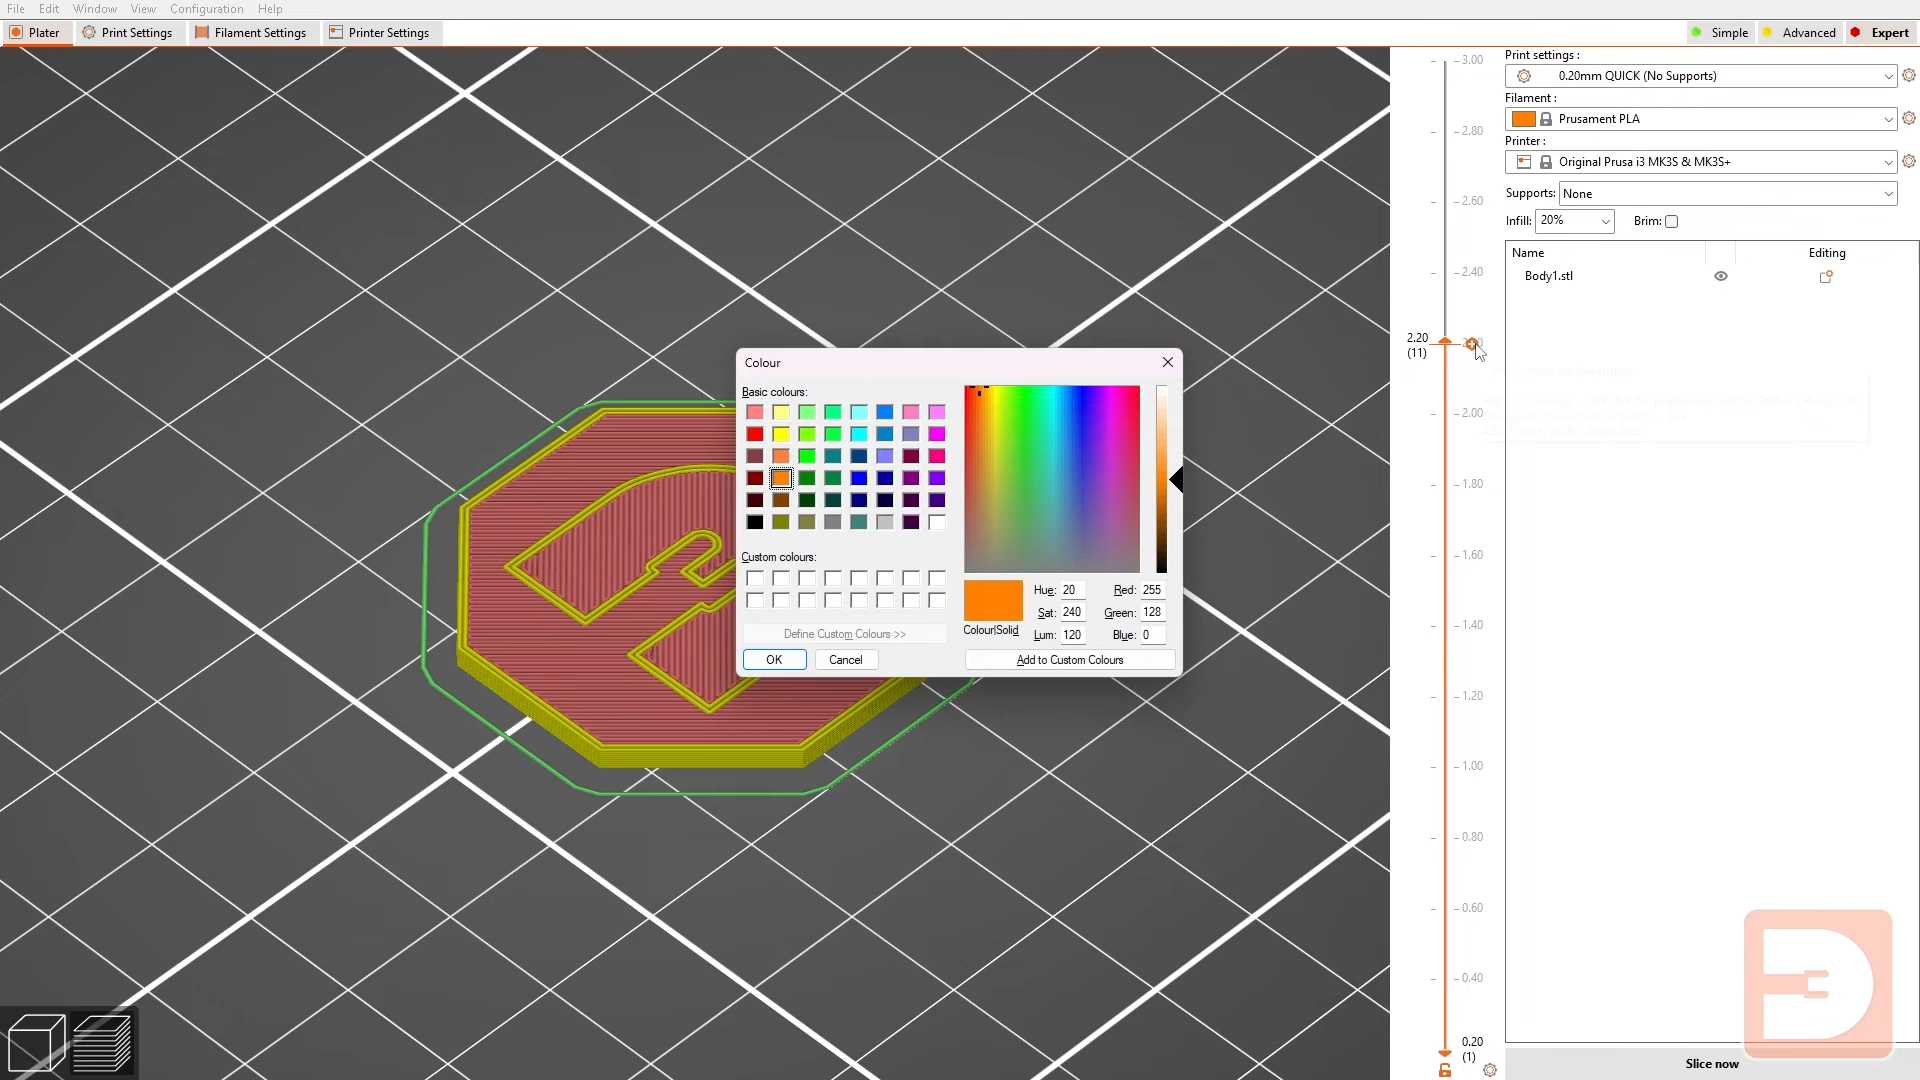 File Edit Window View Configuration Help
Plater Print Settings Filament Settings Printer Settings Simple Advanced Expert
3.00
2.80
2.60
2.40
2.20
(11)
2.00
1.80
1.60
1.40
1.20
1.00
0.80
0.60
0.40
0.20
(1)
Print settings :
0.20mm QUICK (No Supports)
Filament :
Prusament PLA
Printer :
Original Prusa i3 MK3S & MK3S+
Supports: None
Infill: 20% Brim:
Name Editing
Body1.stl
Colour
Basic colours:
Custom colours:
Define Custom Colours >>
OK Cancel
Colour|Solid
Hue: 20 Red: 255
Sat: 240 Green: 128
Lum: 120 Blue: 0
Add to Custom Colours
Slice now